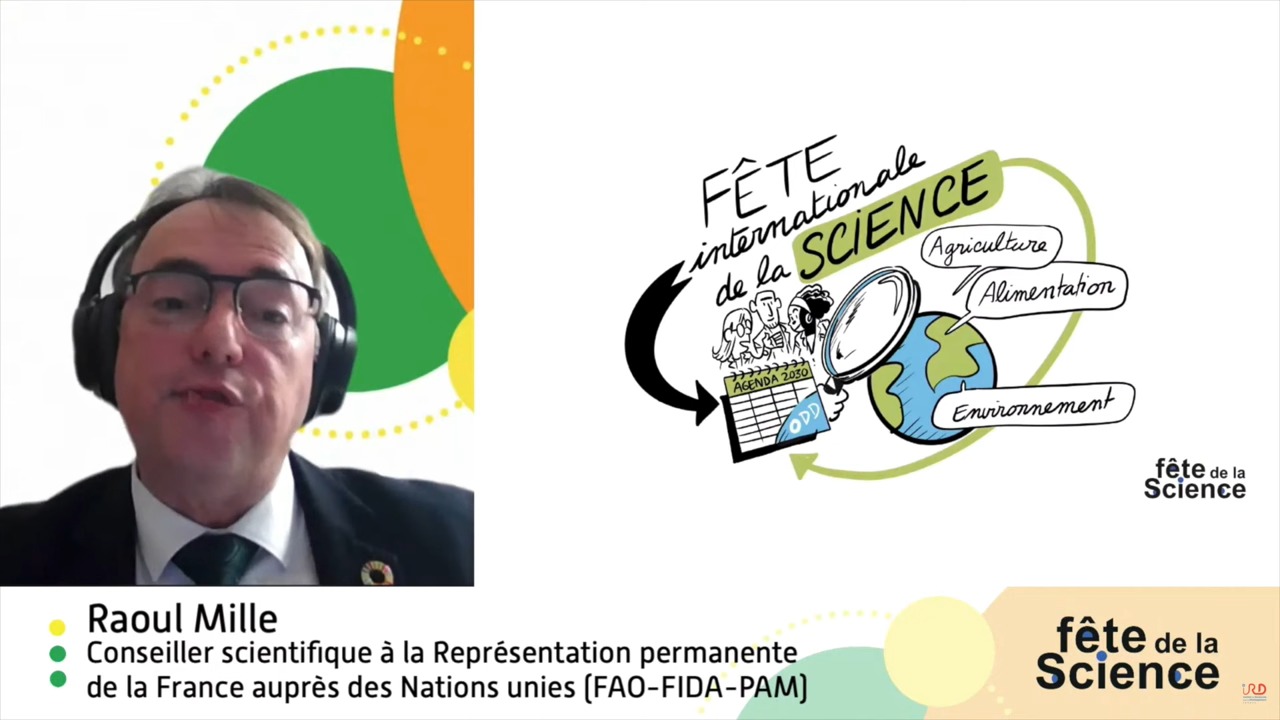 FÊTE
internationale
de la SCiENCE
Agriculture
Alimentation
AGENDA 2030
ODD
Environnement
fête de la
Science
Raoul Mille
Conseiller scientifique à la Représentation permanente
de la France auprès des Nations unies (FAO-FIDA-PAM)
fête de la
Science
IRD